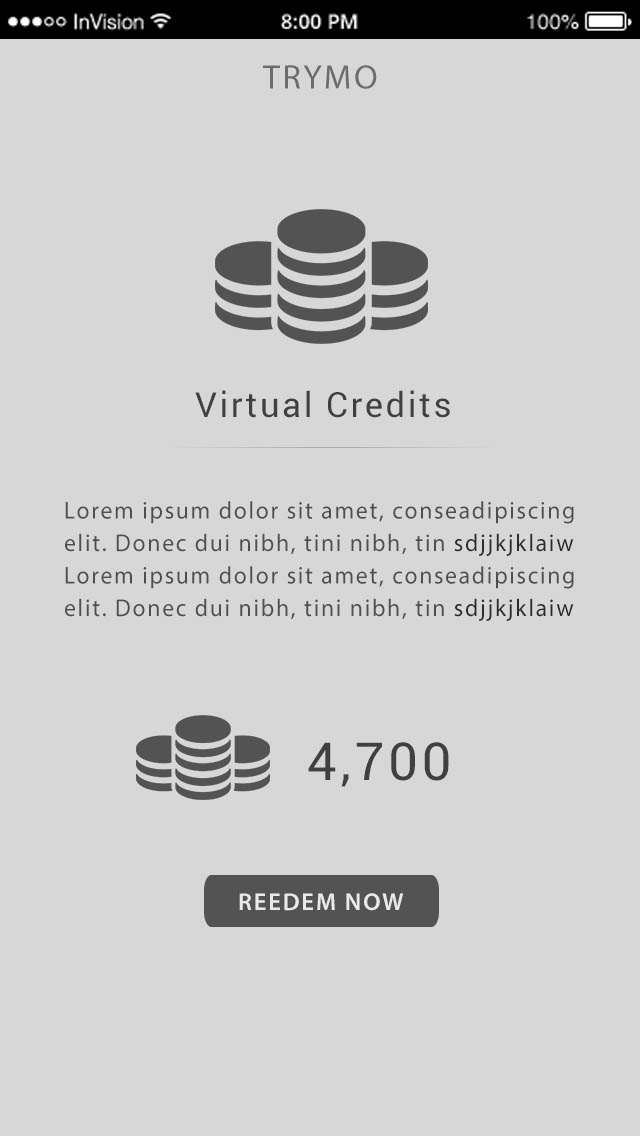 InVision 8:00 PM 100%
TRYMO
Virtual Credits
Lorem ipsum dolor sit amet, conseadipiscing
elit. Donec dui nibh, tini nibh, tin sdjjkjklaiw
Lorem ipsum dolor sit amet, conseadipiscing
elit. Donec dui nibh, tini nibh, tin sdjjkjklaiw
4,700
REEDEM NOW